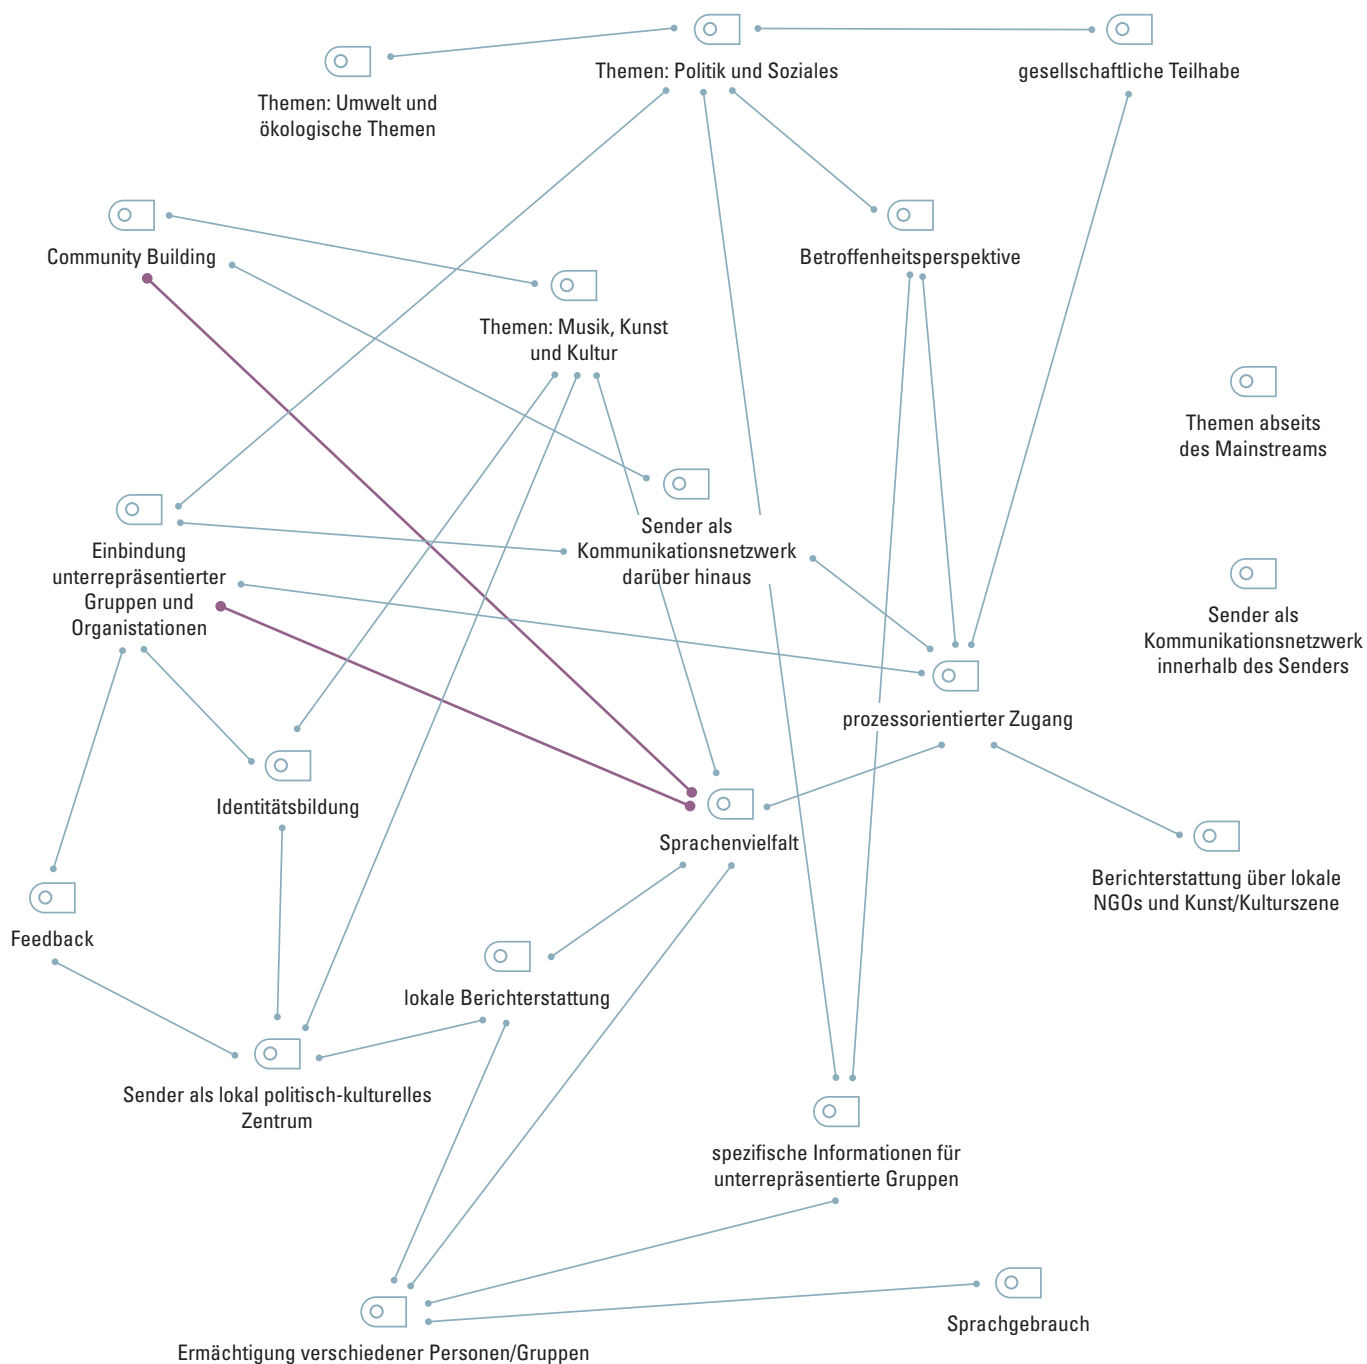 Themen: Politik und Soziales
gesellschaftliche Teilhabe
Themen: Umwelt und
ökologische Themen
Community Building
Betroffenheitsperspektive
Themen: Musik, Kunst
und Kultur
Themen abseits
des Mainstreams
Sender als
Kommunikationsnetzwerk
darüber hinaus
Einbindung
unterrepräsentierter
Gruppen und
Organistationen
Sender als
Kommunikationsnetzwerk
innerhalb des Senders
prozessorientierter Zugang
Identitätsbildung
Sprachenvielfalt
Berichterstattung über lokale
NGOs und Kunst/Kulturszene
Feedback
lokale Berichterstattung
Sender als lokal politisch-kulturelles
Zentrum
spezifische Informationen für
unterrepräsentierte Gruppen
Sprachgebrauch
Ermächtigung verschiedener Personen/Gruppen